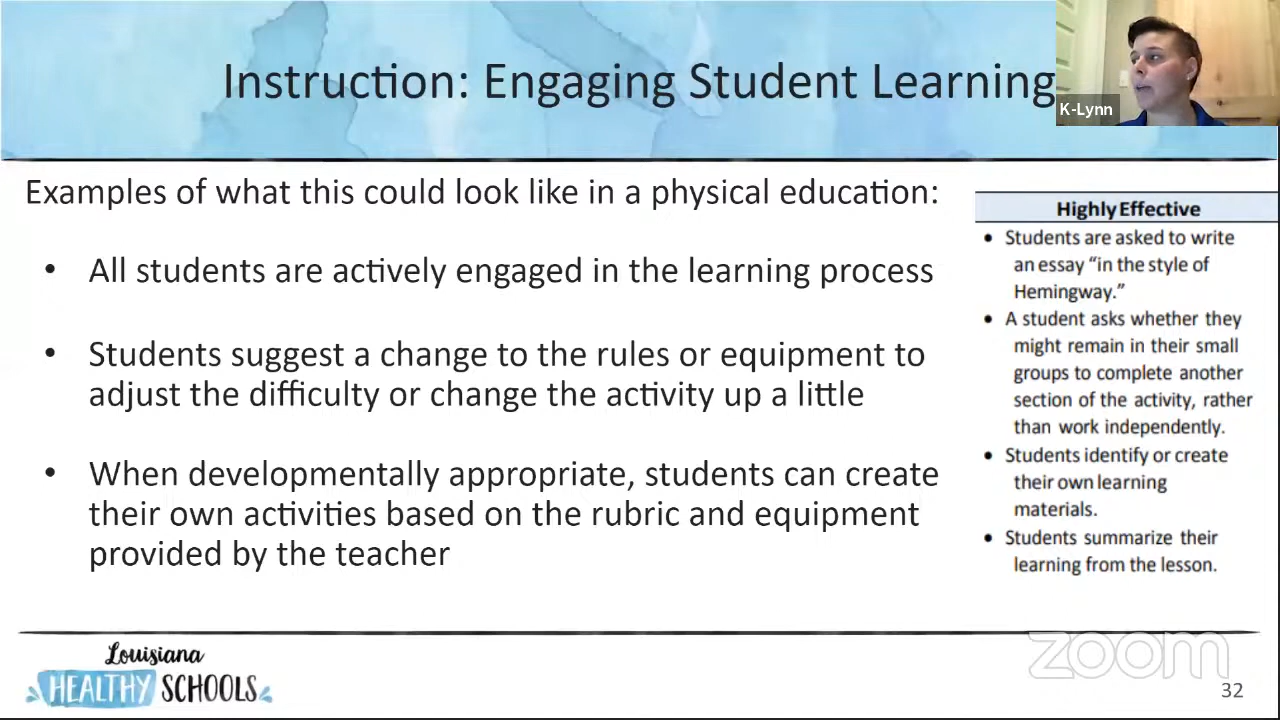 Instruction: Engaging Student Learning
K-Lynn
Examples of what this could look like in a physical education:
• All students are actively engaged in the learning process
• Students suggest a change to the rules or equipment to
adjust the difficulty or change the activity up a little
• When developmentally appropriate, students can create
their own activities based on the rubric and equipment
provided by the teacher
Highly Effective
• Students are asked to write
an essay “in the style of
Hemingway.”
• A student asks whether they
might remain in their small
groups to complete another
section of the activity, rather
than work independently.
• Students identify or create
their own learning
materials.
• Students summarize their
learning from the lesson.
Louisiana
HEALTHY SCHOOLS
zoom
32